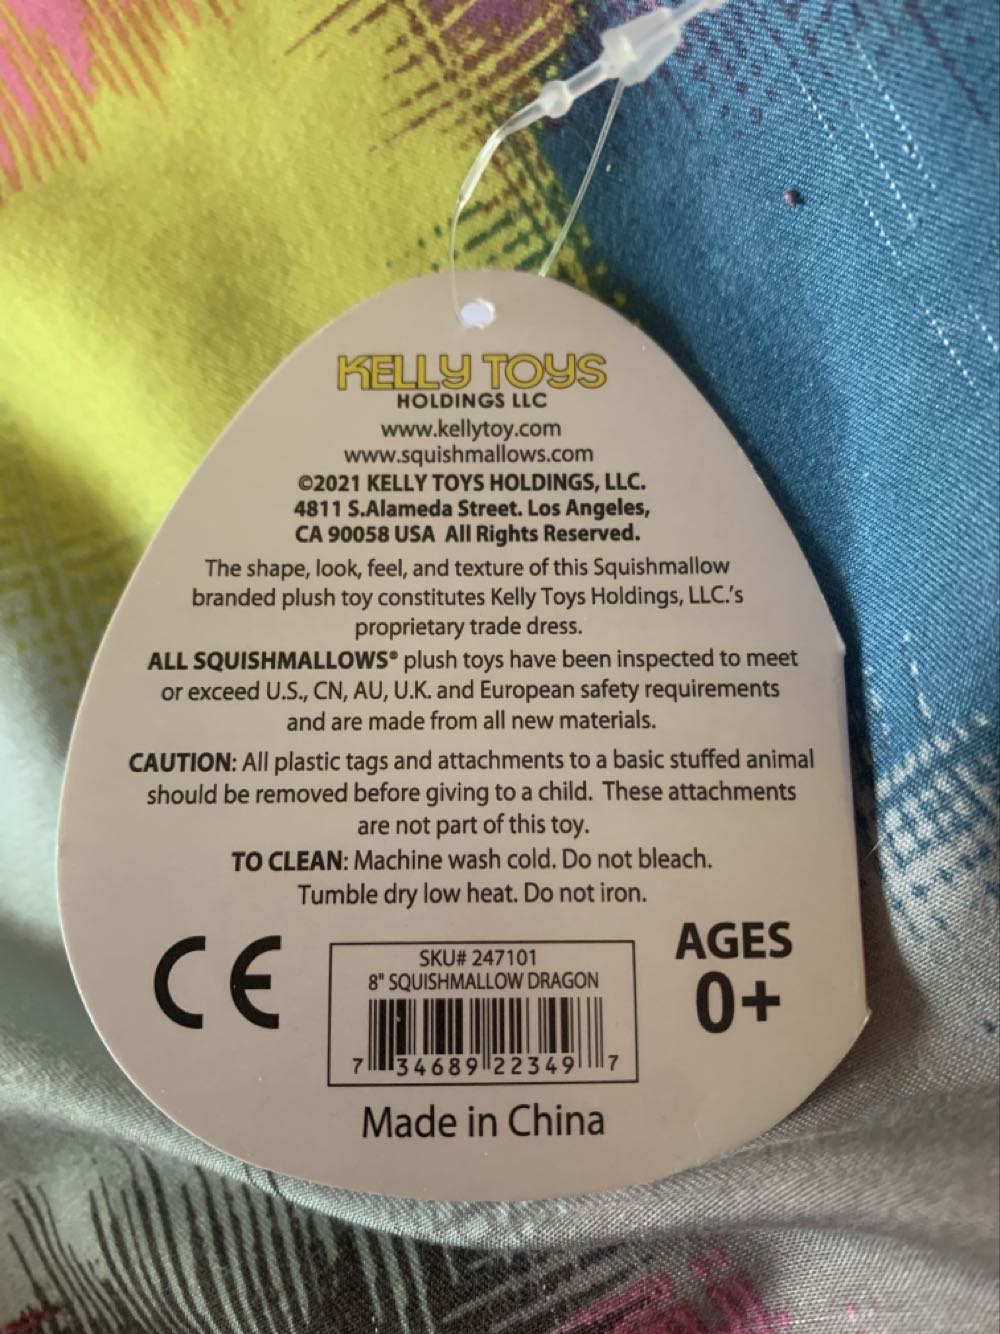 KELLY TOYS
HOLDINGS LLC
www.kellytoy.com
www.squishmallows.com
©2021 KELLY TOYS HOLDINGS, LLC.
4811 S.Alameda Street. Los Angeles,
CA 90058 USA All Rights Reserved.
The shape, look, feel, and texture of this Squishmallow
branded plush toy constitutes Kelly Toys Holdings, LLC.'s
proprietary trade dress.
ALL SQUISHMALLOWS® plush toys have been inspected to meet
or exceed U.S., CN, AU, U.K. and European safety requirements
and are made from all new materials.
CAUTION: All plastic tags and attachments to a basic stuffed animal
should be removed before giving to a child. These attachments
are not part of this toy.
TO CLEAN: Machine wash cold. Do not bleach.
Tumble dry low heat. Do not iron.
CE
SKU# 247101
8" SQUISHMALLOW DRAGON
7 34689 22349 7
AGES
0+
Made in China